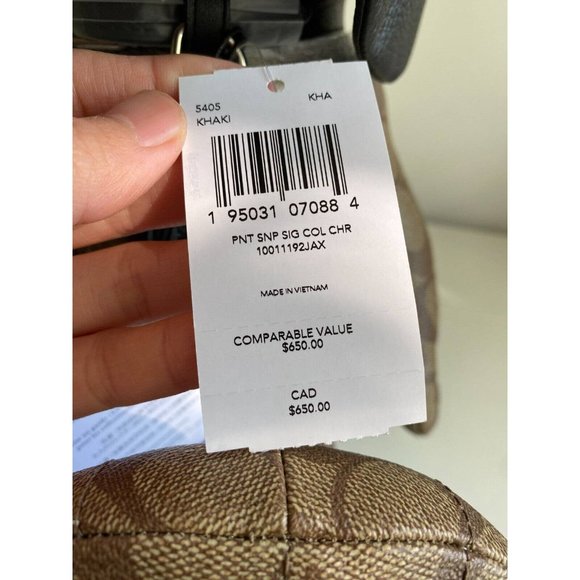 5405 KHA
KHAKI
1 95031 07088 4
PNT SNP SIG COL CHR
10011192JAX
MADE IN VIETNAM
COMPARABLE VALUE
$650.00
CAD
$650.00